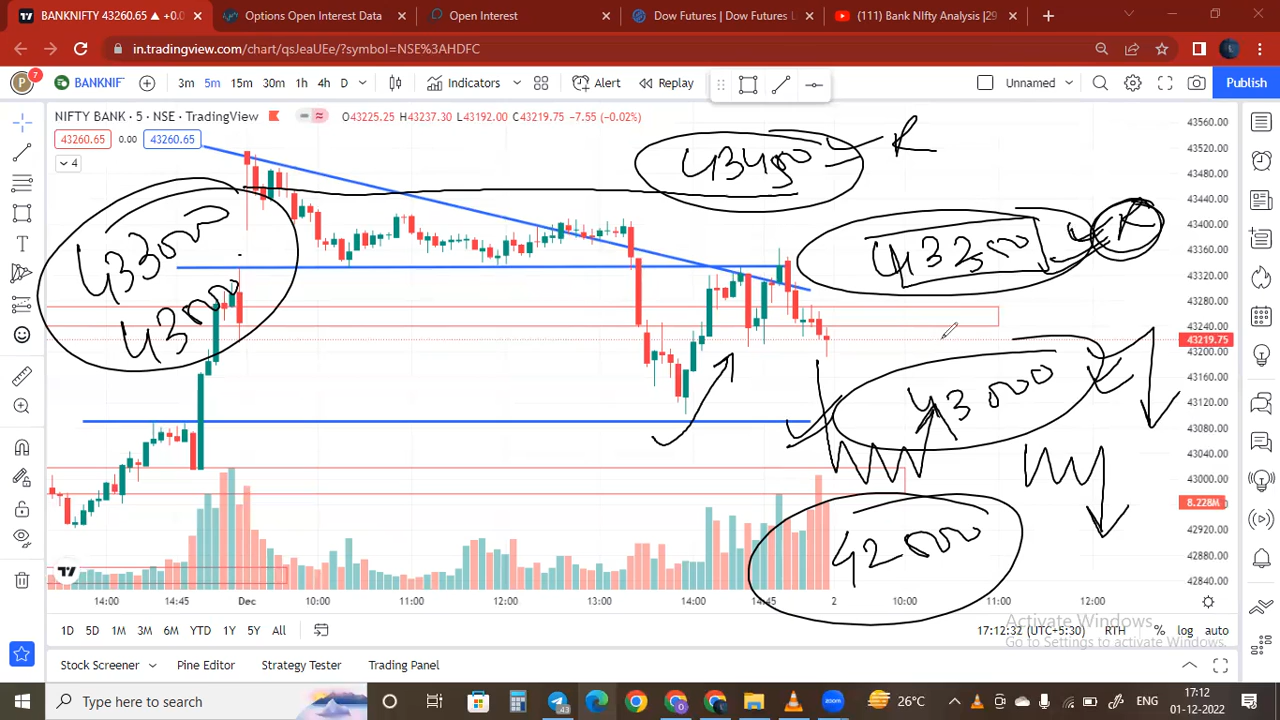 BANKNIFTY 43260.65 ▲ +0.0
Options Open Interest Data
Open Interest
Dow Futures | Dow Futures L
(111) Bank NIfty Analysis |29
in.tradingview.com/chart/qsJeaUEe/?symbol=NSE%3AHDFC
P 7
BANKNIF
3m 5m 15m 30m 1h 4h D
Indicators
Alert
Replay
Unnamed
Publish
NIFTY BANK · 5 · NSE · TradingView
O43225.25 H43237.30 L43192.00 C43219.75 -7.55 (-0.02%)
43260.65 0.00 43260.65
4
43560.00
43520.00
43480.00
43440.00
43400.00
43360.00
43320.00
43280.00
43240.00
43219.75
43200.00
43160.00
43120.00
43080.00
43040.00
43000.00
8.228M
42920.00
42880.00
42840.00
R
43000
42000
14:00 14:45 Dec 10:00 11:00 12:00 13:00 14:00 14:45 2 10:00 11:00 12:00
Activate Windows
Go to Settings to activate Windows.
1D 5D 1M 3M 6M YTD 1Y 5Y All
17:12:32 (UTC+5:30) RTH % log auto
Stock Screener
Pine Editor
Strategy Tester
Trading Panel
Type here to search
43
zoom
26°C
ENG
17:12
01-12-2022